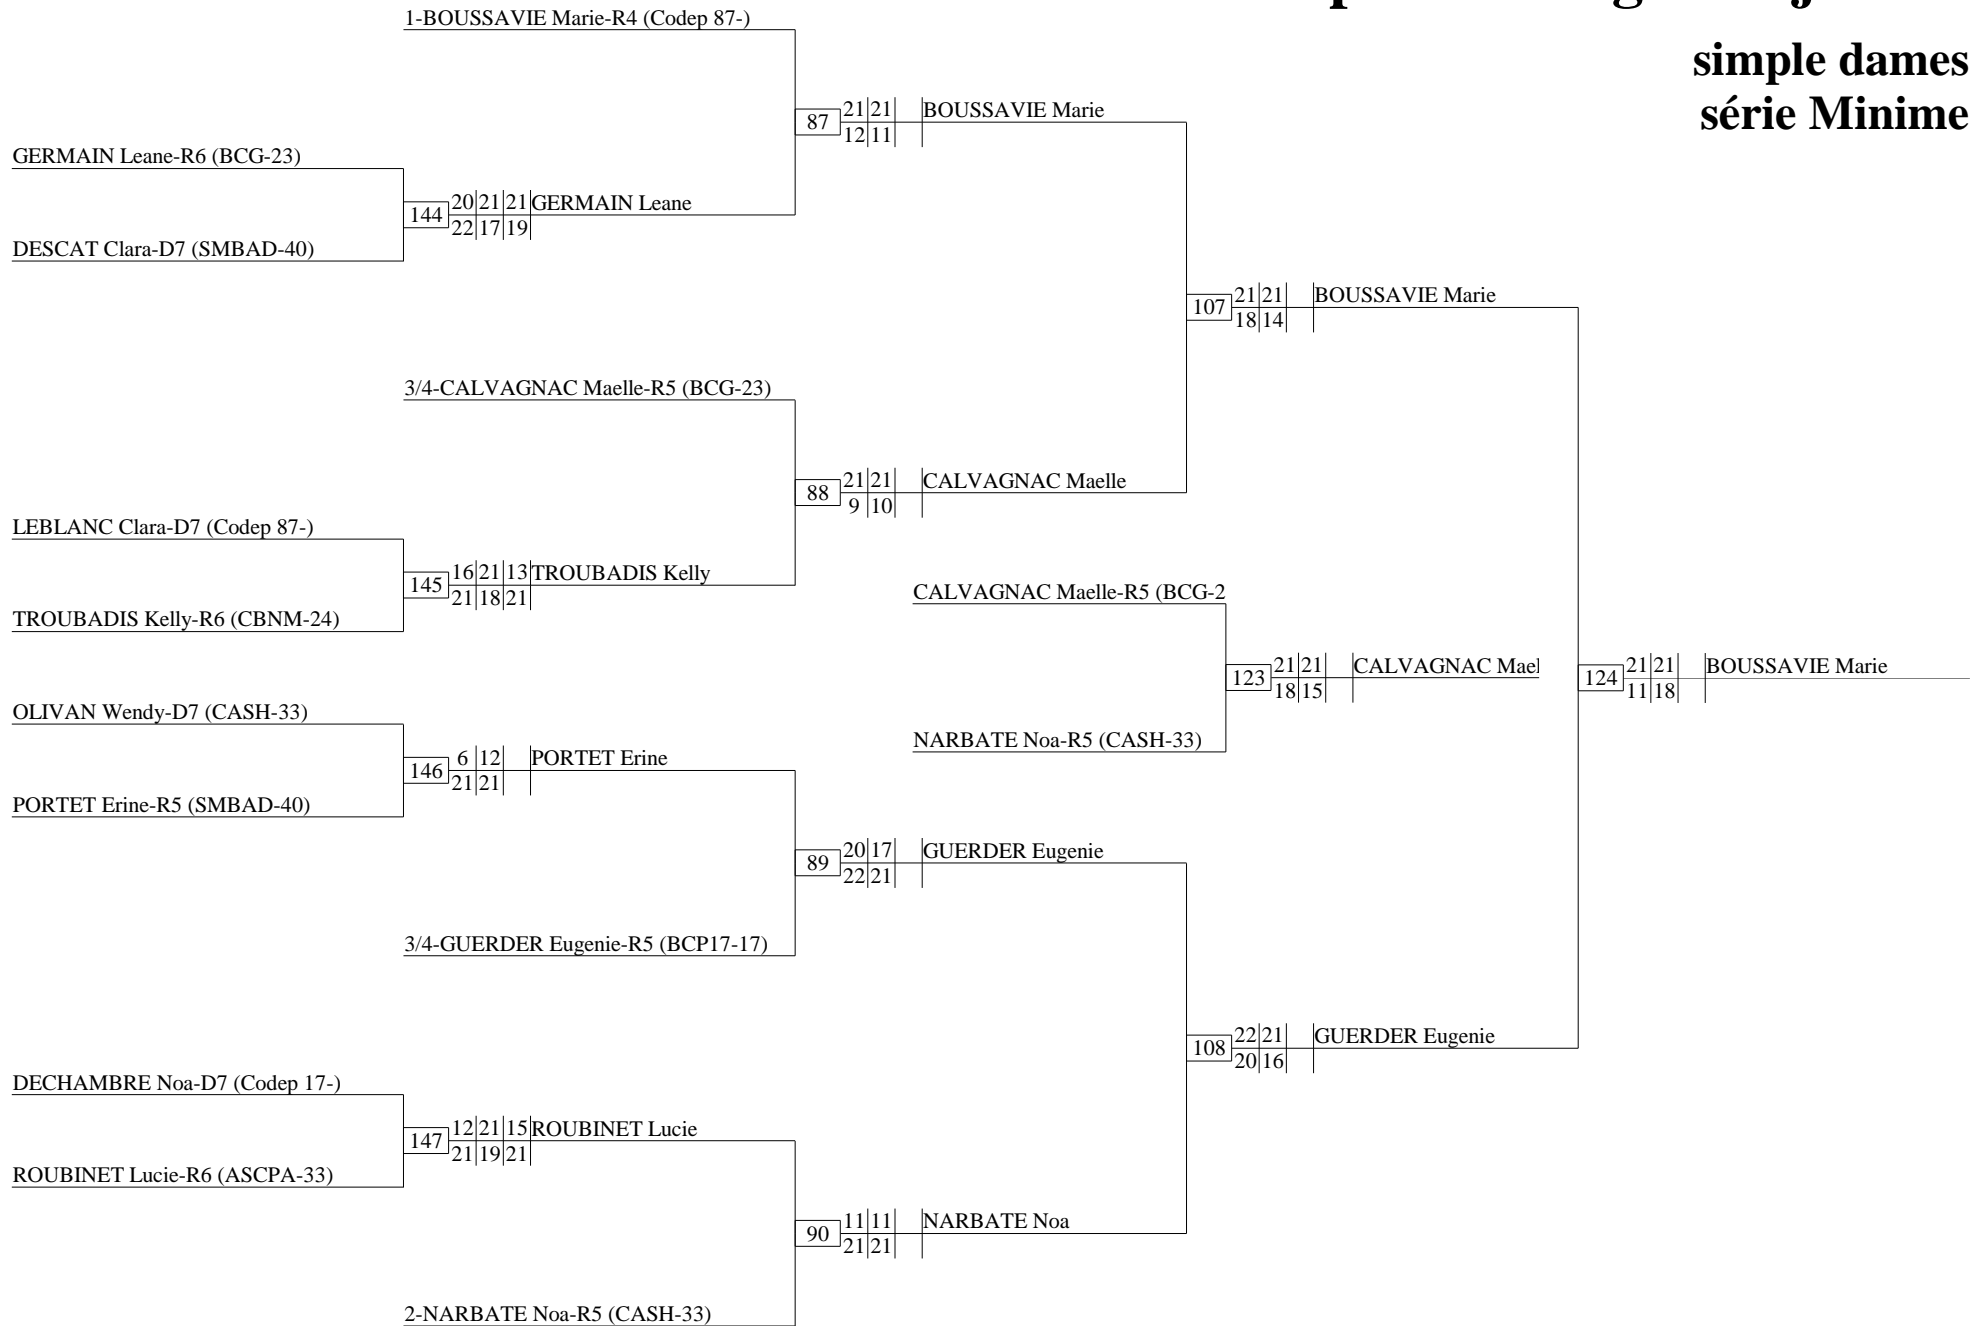 simple dames
série Minime
1-BOUSSAVIE Marie-R4 (Codep 87-)
87 21 21 BOUSSAVIE Marie
12 11
GERMAIN Leane-R6 (BCG-23)
144 20 21 21 GERMAIN Leane
22 17 19
DESCAT Clara-D7 (SMBAD-40)
107 21 21 BOUSSAVIE Marie
18 14
3/4-CALVAGNAC Maelle-R5 (BCG-23)
88 21 21 CALVAGNAC Maelle
9 10
LEBLANC Clara-D7 (Codep 87-)
145 16 21 13 TROUBADIS Kelly
21 18 21
TROUBADIS Kelly-R6 (CBNM-24)
CALVAGNAC Maelle-R5 (BCG-2
123 21 21 CALVAGNAC Mael
18 15
NARBATE Noa-R5 (CASH-33)
124 21 21 BOUSSAVIE Marie
11 18
OLIVAN Wendy-D7 (CASH-33)
146 6 12 PORTET Erine
21 21
PORTET Erine-R5 (SMBAD-40)
89 20 17 GUERDER Eugenie
22 21
3/4-GUERDER Eugenie-R5 (BCP17-17)
108 22 21 GUERDER Eugenie
20 16
DECHAMBRE Noa-D7 (Codep 17-)
147 12 21 15 ROUBINET Lucie
21 19 21
ROUBINET Lucie-R6 (ASCPA-33)
90 11 11 NARBATE Noa
21 21
2-NARBATE Noa-R5 (CASH-33)